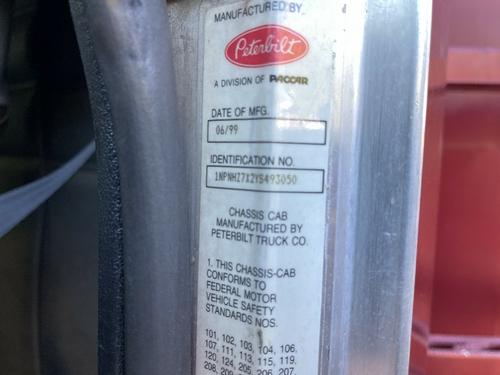 MANUFACTURED BY
Peterbilt
A DIVISION OF PACCAR
DATE OF MFG.
06/99
IDENTIFICATION NO.
1NPNHZ7X2YS493050
CHASSIS CAB
MANUFACTURED BY
PETERBILT TRUCK CO.
1. THIS CHASSIS-CAB
CONFORMS TO
FEDERAL MOTOR
VEHICLE SAFETY
STANDARDS NOS.
101, 102, 103, 104, 106,
107, 111, 113, 115, 119,
120, 124, 205, 206, 207,
208, 209,